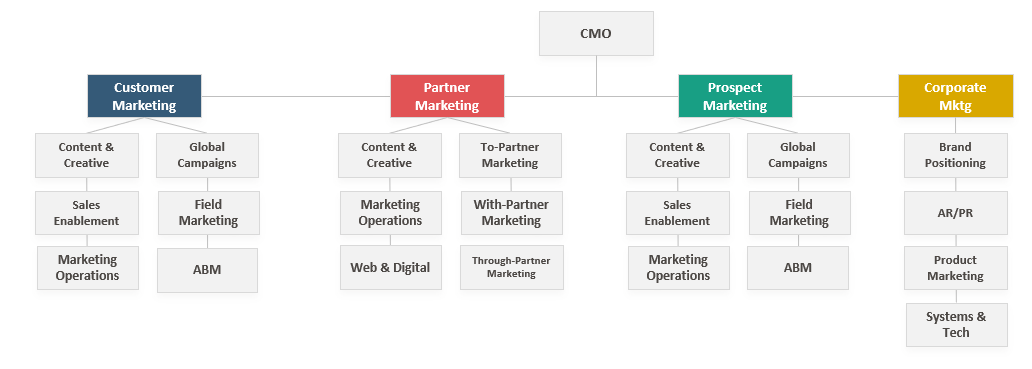 CMO
Customer
Marketing
Partner
Marketing
Prospect
Marketing
Corporate
Mktg
Content &
Creative
Global
Campaigns
Content &
Creative
To-Partner
Marketing
Content &
Creative
Global
Campaigns
Brand
Positioning
Sales
Enablement
Field
Marketing
Marketing
Operations
With-Partner
Marketing
Sales
Enablement
Field
Marketing
AR/PR
Marketing
Operations
ABM
Web & Digital
Through-Partner
Marketing
Marketing
Operations
ABM
Product
Marketing
Systems &
Tech